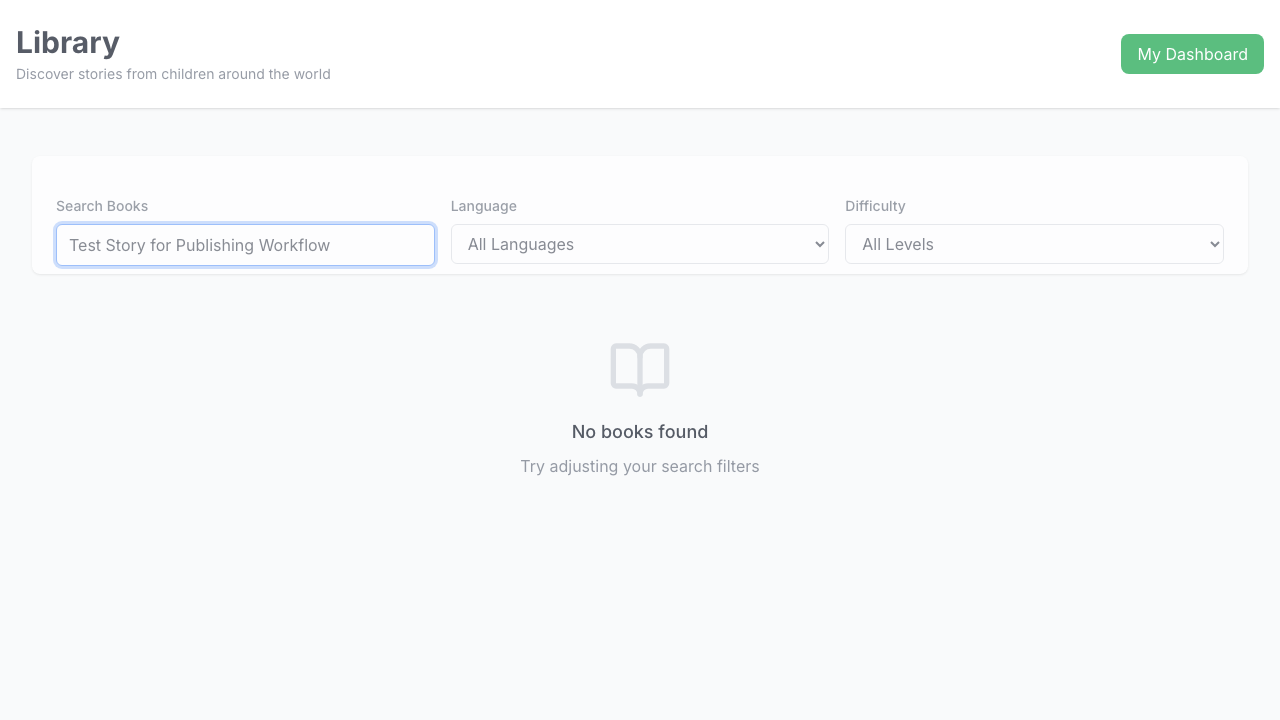 Library
Discover stories from children around the world
My Dashboard
Search Books
Language
Difficulty
Test Story for Publishing Workflow
All Languages
All Levels
No books found
Try adjusting your search filters